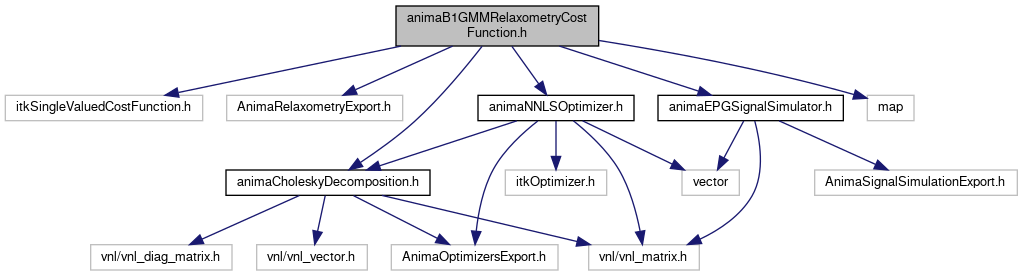 animaB1GMMRelaxometryCost
Function.h
itkSingleValuedCostFunction.h
AnimaRelaxometryExport.h
animaNNLSOptimizer.h
animaEPGSignalSimulator.h
map
animaCholeskyDecomposition.h
itkOptimizer.h
vector
AnimaSignalSimulationExport.h
vnl/vnl_diag_matrix.h
vnl/vnl_vector.h
AnimaOptimizersExport.h
vnl/vnl_matrix.h